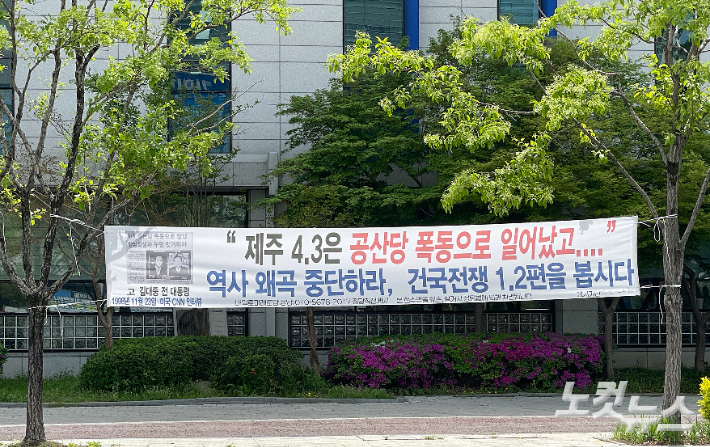 “ 제주 4.3은 공산당 폭동으로 일어났고.... ”
역사 왜곡 중단하라, 건국전쟁 1.2편을 봅시다
고 김대중 전 대통령
1998년 11월 23일 미국 CNN 인터뷰
노컷뉴스